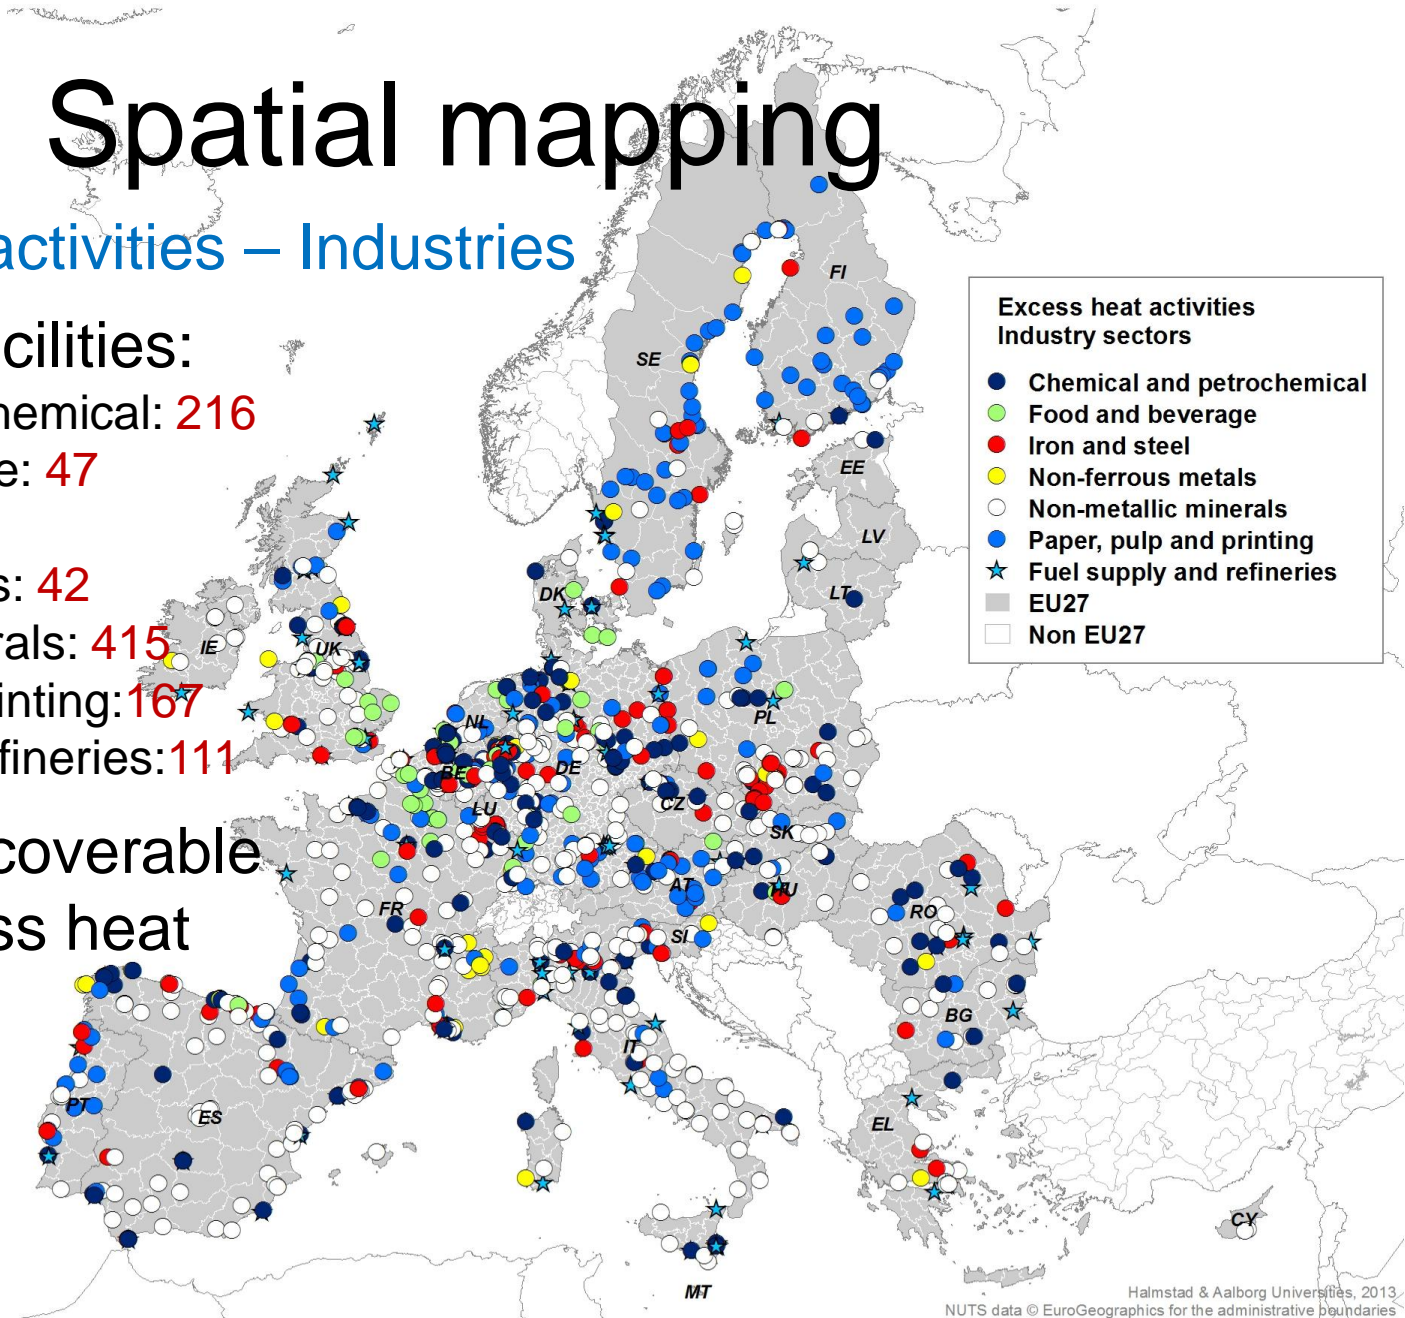 Spatial mapping
activities – Industries
cilities:
hemical: 216
e: 47
s: 42
rals: 415
inting:167
fineries:111
coverable
ss heat
Excess heat activities
Industry sectors
Chemical and petrochemical
Food and beverage
Iron and steel
Non-ferrous metals
Non-metallic minerals
Paper, pulp and printing
Fuel supply and refineries
EU27
Non EU27
FI
SE
EE
LV
LT
DK
IE
UK
NL
PL
BE
DE
LU
CZ
SK
AT
HU
FR
RO
SI
BG
IT
PT
ES
EL
CY
MT
Halmstad & Aalborg Universities, 2013
NUTS data © EuroGeographics for the administrative boundaries